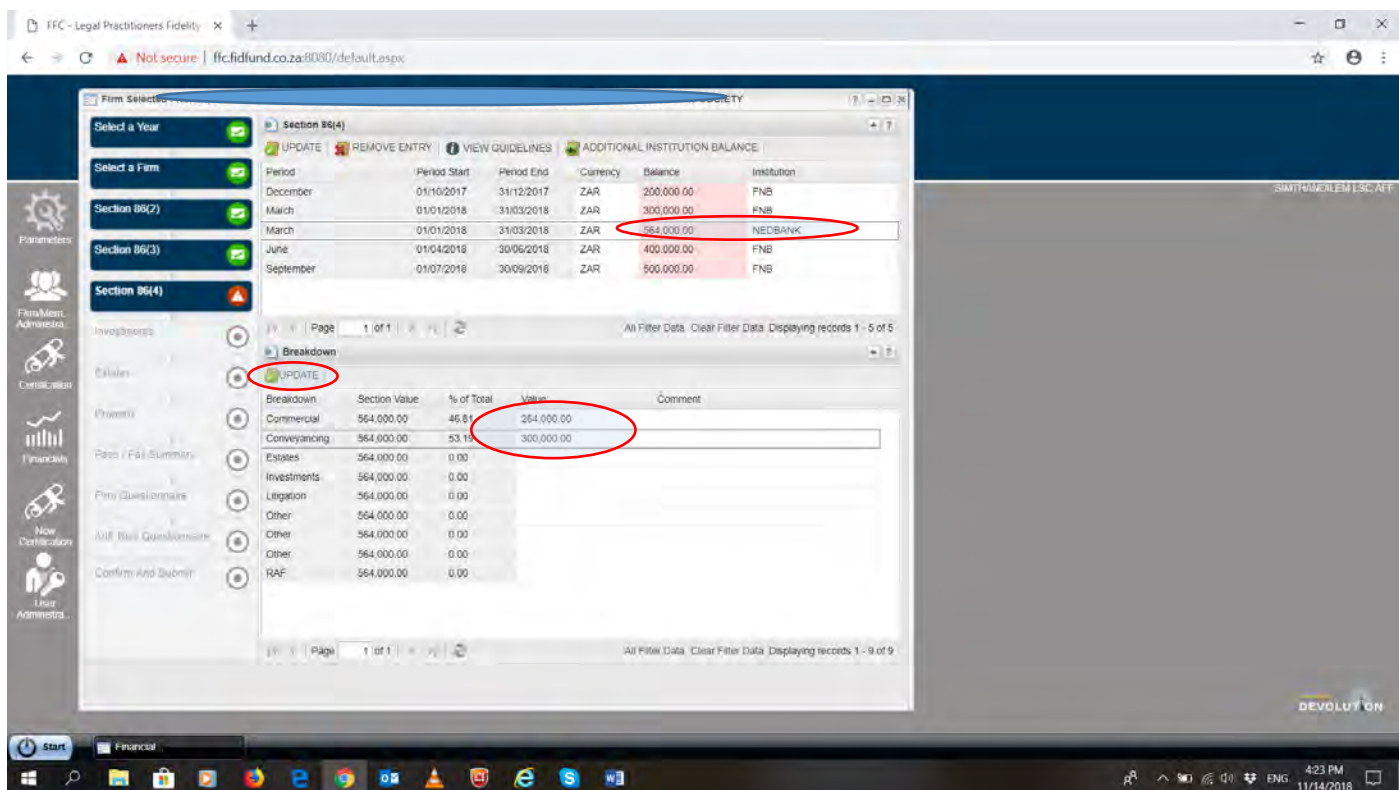 FFC - Legal Practitioners Fidelity
Not secure | ffc.fidfund.co.za:8080/default.aspx
Firm Selected
Select a Year
Section 86(4)
UPDATE REMOVE ENTRY VIEW GUIDELINES ADDITIONAL INSTITUTION BALANCE
Select a Firm
Period Period Start Period End Currency Balance Institution
December 01/10/2017 31/12/2017 ZAR 200,000.00 FNB
Section 86(2)
March 01/01/2018 31/03/2018 ZAR 300,000.00 FNB
March 01/01/2018 31/03/2018 ZAR 564,000.00 NEDBANK
Parameters
Section 86(3)
June 01/04/2018 30/06/2018 ZAR 400,000.00 FNB
September 01/07/2018 30/09/2018 ZAR 500,000.00 FNB
Section 86(4)
Firm/Mem.
Administra..
Investments
Page 1 of 1 All Filter Data Clear Filter Data Displaying records 1 - 5 of 5
Breakdown
Estates
UPDATE
Certification
Breakdown Section Value % of Total Value Comment
Commercial 564,000.00 46.81 264,000.00
Conveyancing 564,000.00 53.19 300,000.00
Financials
Pass / Fail Summary
Estates 564,000.00 0.00
Investments 564,000.00 0.00
Firm Questionnaire
Litigation 564,000.00 0.00
Other 564,000.00 0.00
New
Certification
Other 564,000.00 0.00
Other 564,000.00 0.00
Confirm And Submit
RAF 564,000.00 0.00
User
Administra..
Page 1 of 1 All Filter Data Clear Filter Data Displaying records 1 - 9 of 9
DEVOLUTION
Start Financial
ENG 4:23 PM
11/14/2018